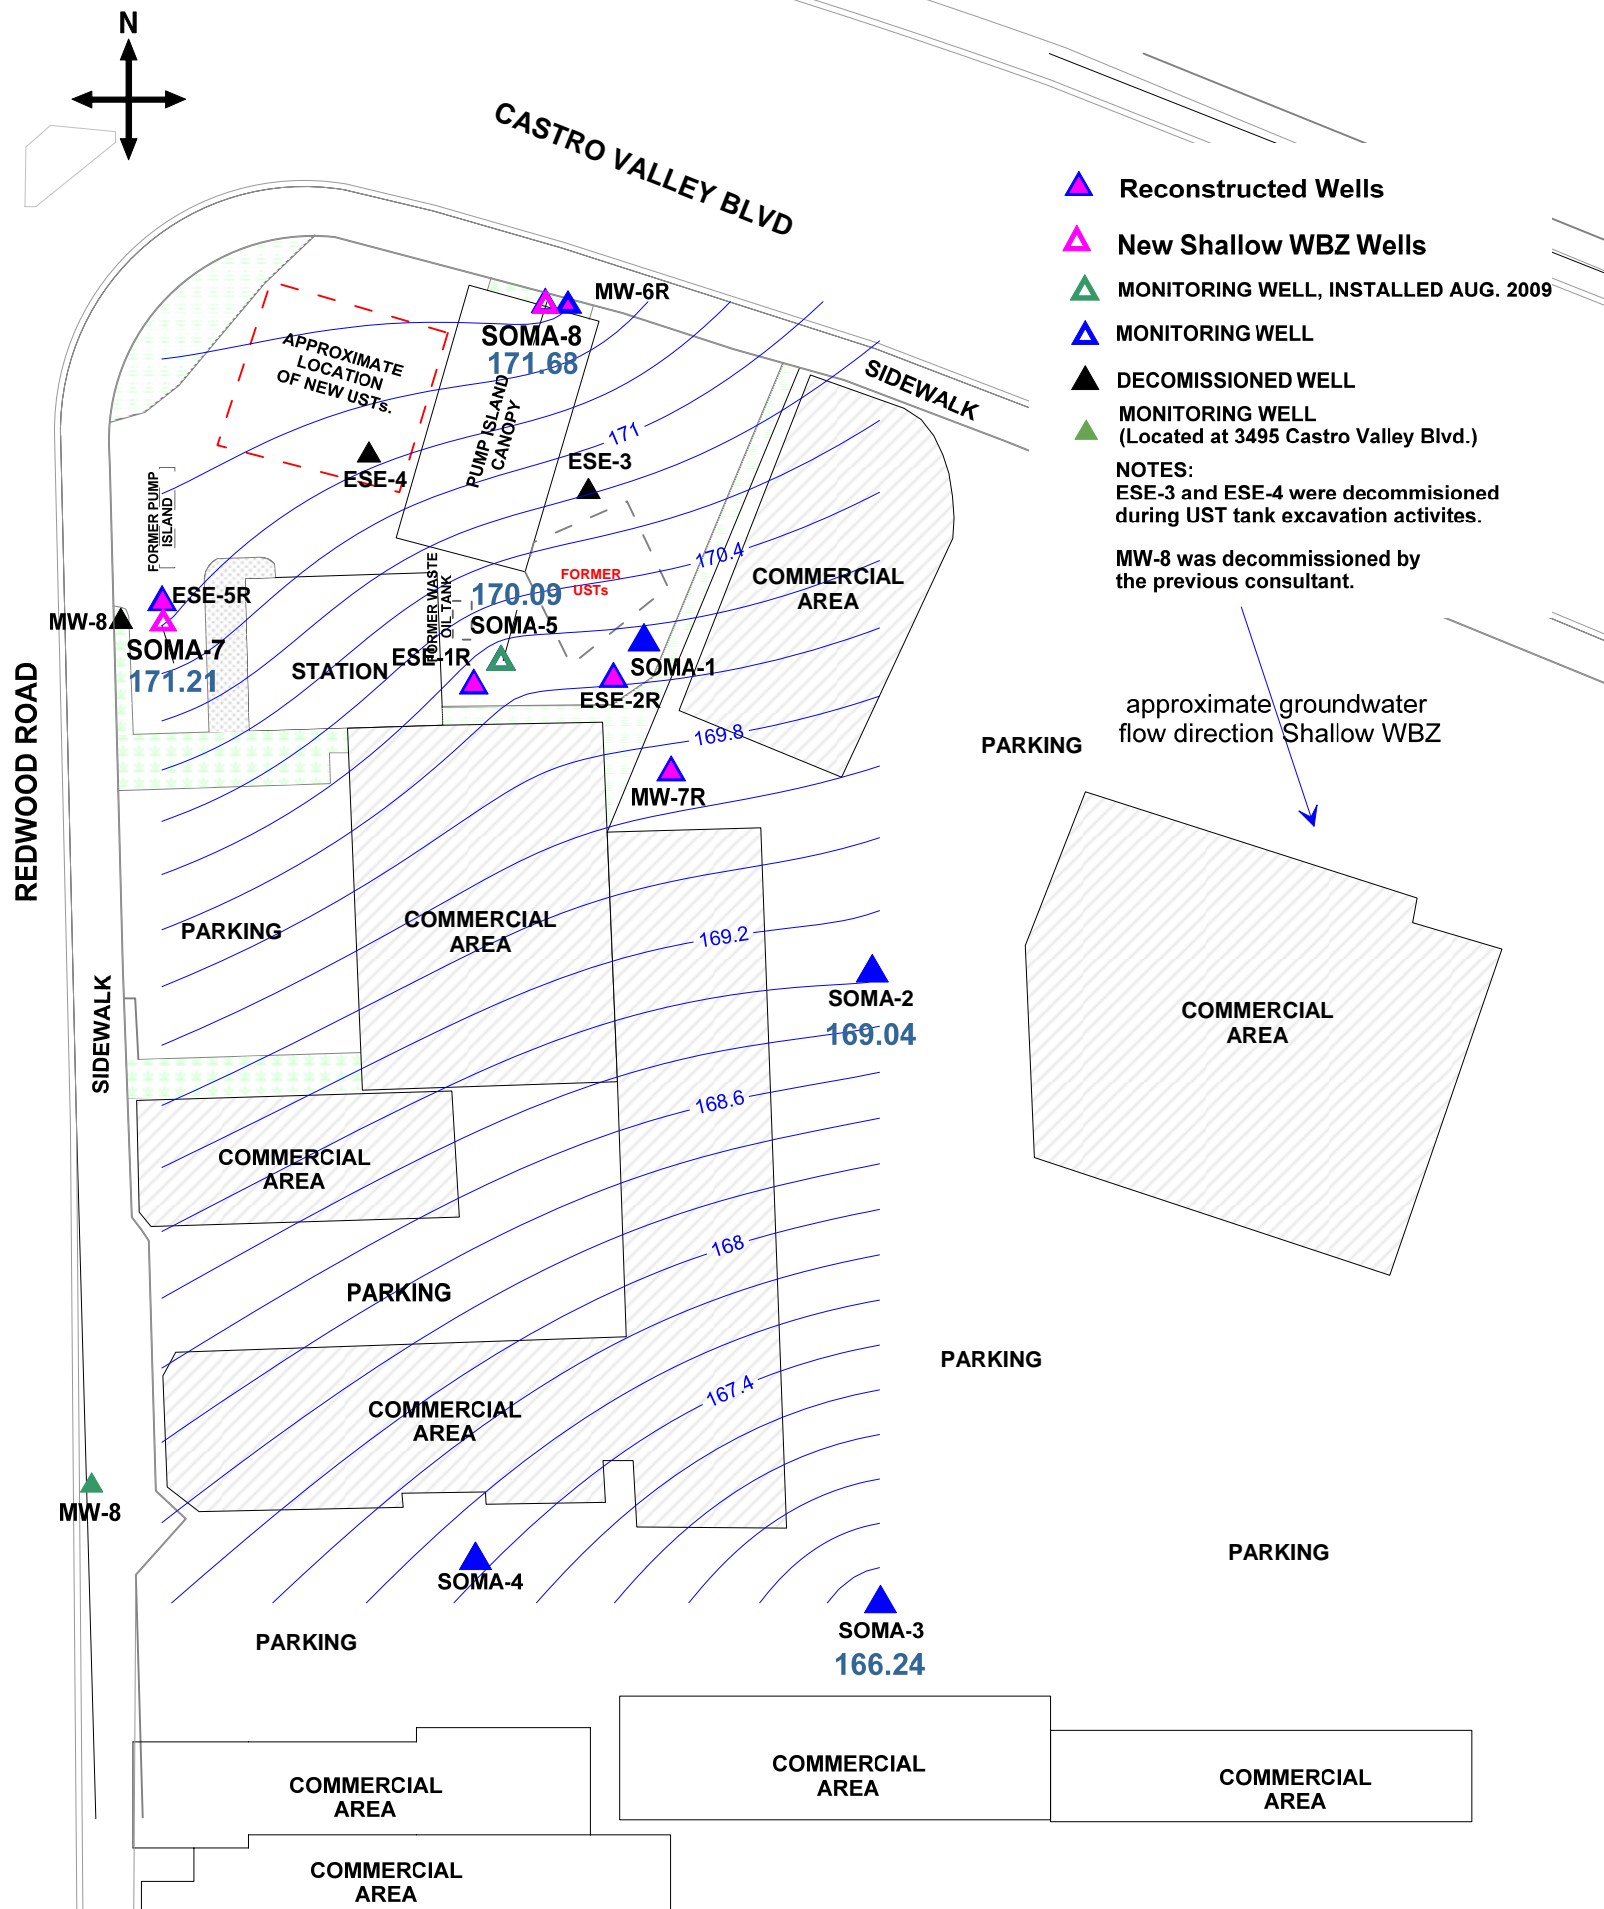 N
CASTRO VALLEY BLVD
Reconstructed Wells
New Shallow WBZ Wells
MONITORING WELL, INSTALLED AUG. 2009
MONITORING WELL
DECOMISSIONED WELL
MONITORING WELL
(Located at 3495 Castro Valley Blvd.)
NOTES:
ESE-3 and ESE-4 were decommisioned
during UST tank excavation activites.
MW-8 was decommissioned by
the previous consultant.
approximate groundwater
flow direction Shallow WBZ
MW-6R
SOMA-8
171.68
APPROXIMATE
LOCATION
OF NEW USTs.
SIDEWALK
PUMP ISLAND
CANOPY
171
ESE-3
ESE-4
FORMER PUMP
ISLAND
170.4
COMMERCIAL
AREA
FORMER
USTs
FORMER WASTE
OIL TANK
170.09
SOMA-5
ESE-5R
MW-8
SOMA-7
171.21
STATION
ESE-1R
SOMA-1
ESE-2R
169.8
MW-7R
PARKING
REDWOOD ROAD
PARKING
COMMERCIAL
AREA
169.2
SOMA-2
169.04
COMMERCIAL
AREA
SIDEWALK
168.6
COMMERCIAL
AREA
168
PARKING
PARKING
167.4
COMMERCIAL
AREA
MW-8
SOMA-4
PARKING
SOMA-3
166.24
PARKING
COMMERCIAL
AREA
COMMERCIAL
AREA
COMMERCIAL
AREA
COMMERCIAL
AREA